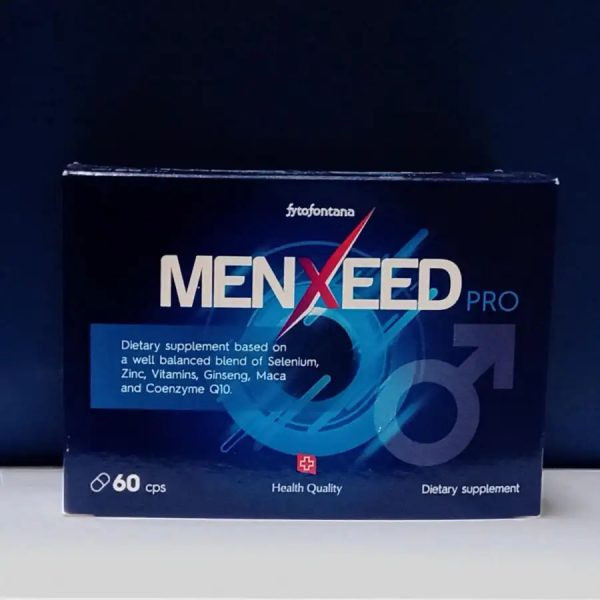 fytofontana
MENXEED PRO
Dietary supplement based on
a well balanced blend of Selenium,
Zinc, Vitamins, Ginseng, Maca
and Coenzyme Q10.
60 cps
Health Quality
Dietary supplement